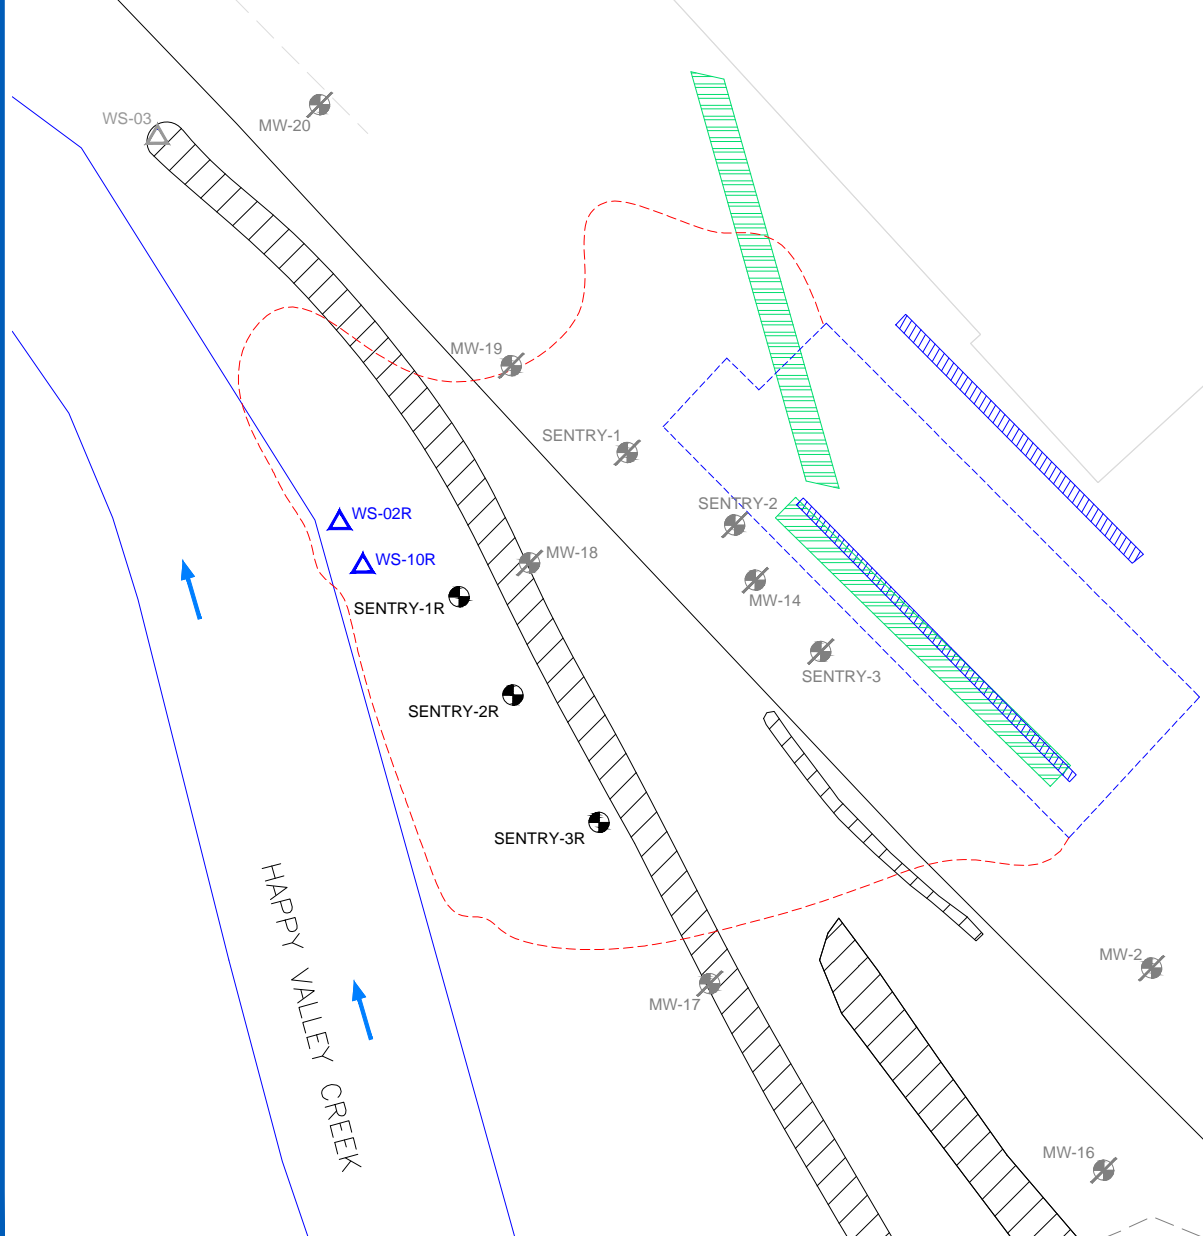 WS-03
MW-20
MW-19
SENTRY-1
SENTRY-2
WS-02R
MW-18
WS-10R
MW-14
SENTRY-1R
SENTRY-3
SENTRY-2R
SENTRY-3R
HAPPY VALLEY CREEK
MW-2
MW-17
MW-16